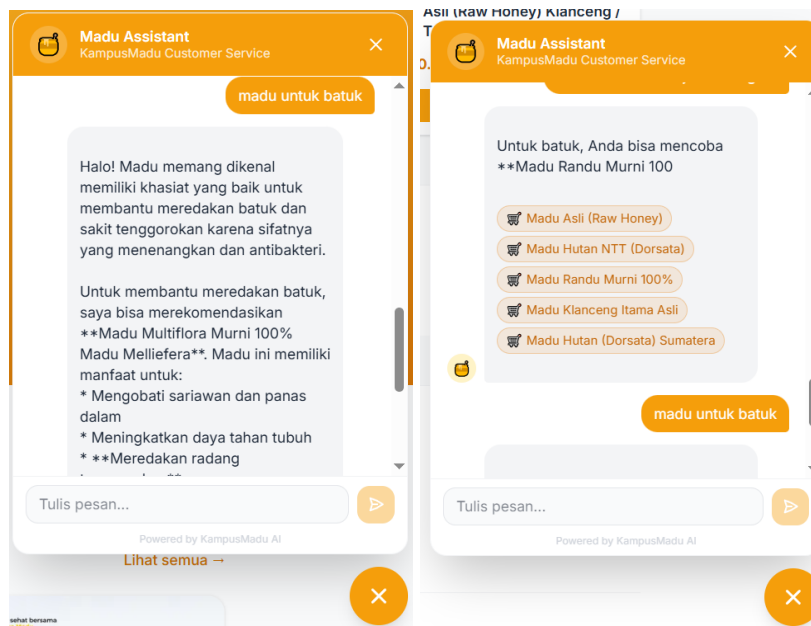 Madu Assistant
KampusMadu Customer Service
madu untuk batuk
Halo! Madu memang dikenal
memiliki khasiat yang baik untuk
membantu meredakan batuk dan
sakit tenggorokan karena sifatnya
yang menenangkan dan antibakteri.
Untuk membantu meredakan batuk,
saya bisa merekomendasikan
**Madu Multiflora Murni 100%
Madu Melliefera**. Madu ini memiliki
manfaat untuk:
* Mengobati sariawan dan panas
dalam
* Meningkatkan daya tahan tubuh
* **Meredakan radang
Tulis pesan...
Powered by KampusMadu AI
Lihat semua →
sehat bersama
Asli (Raw Honey) Klanceng /
Madu Assistant
KampusMadu Customer Service
Untuk batuk, Anda bisa mencoba
**Madu Randu Murni 100
Madu Asli (Raw Honey)
Madu Hutan NTT (Dorsata)
Madu Randu Murni 100%
Madu Klanceng Itama Asli
Madu Hutan (Dorsata) Sumatera
madu untuk batuk
Tulis pesan...
Powered by KampusMadu AI